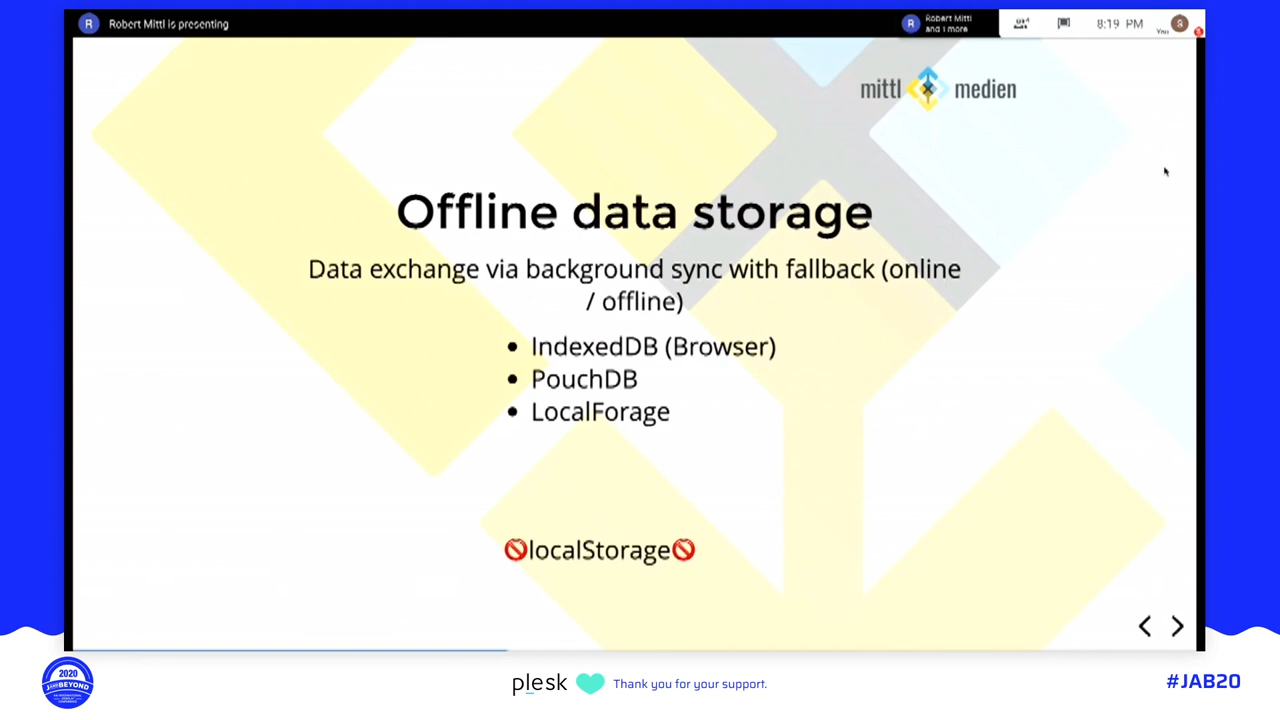 R Robert Mittl is presenting
R Robert Mittl
and 1 more
8:19 PM
You
S
mittl medien
Offline data storage
Data exchange via background sync with fallback (online
/ offline)
• IndexedDB (Browser)
• PouchDB
• LocalForage
🚫localStorage🚫
2020
JANDBEYOND
plesk
Thank you for your support.
#JAB20